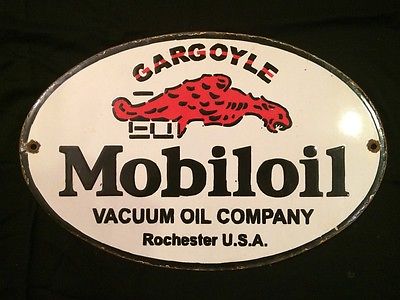 GARGOYLE
Mobiloil
VACUUM OIL COMPANY
Rochester U.S.A.